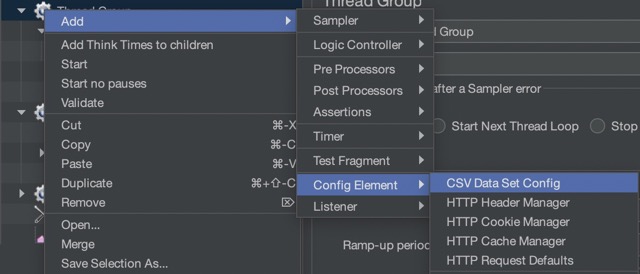 Thread Group
Add
Add Think Times to children
Start
Start no pauses
Validate
Cut ⌘-X
Copy ⌘-C
Paste ⌘-V
Duplicate ⌘+⇧-C
Remove ⌦
Open...
Merge
Save Selection As...
Sampler
Logic Controller
Pre Processors
Post Processors
Assertions
Timer
Test Fragment
Config Element
Listener
CSV Data Set Config
HTTP Header Manager
HTTP Cookie Manager
HTTP Cache Manager
HTTP Request Defaults
Thread Group
Group
after a Sampler error
Start Next Thread Loop
Stop
Ramp-up